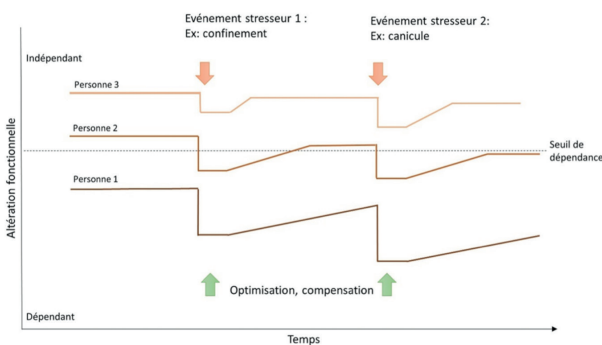 Evénement stresseur 1 :
Ex: confinement
Evénement stresseur 2:
Ex: canicule
Indépendant
Personne 3
Personne 2
Seuil de
dépendance
Personne 1
Altération fonctionnelle
Optimisation, compensation
Dépendant
Temps